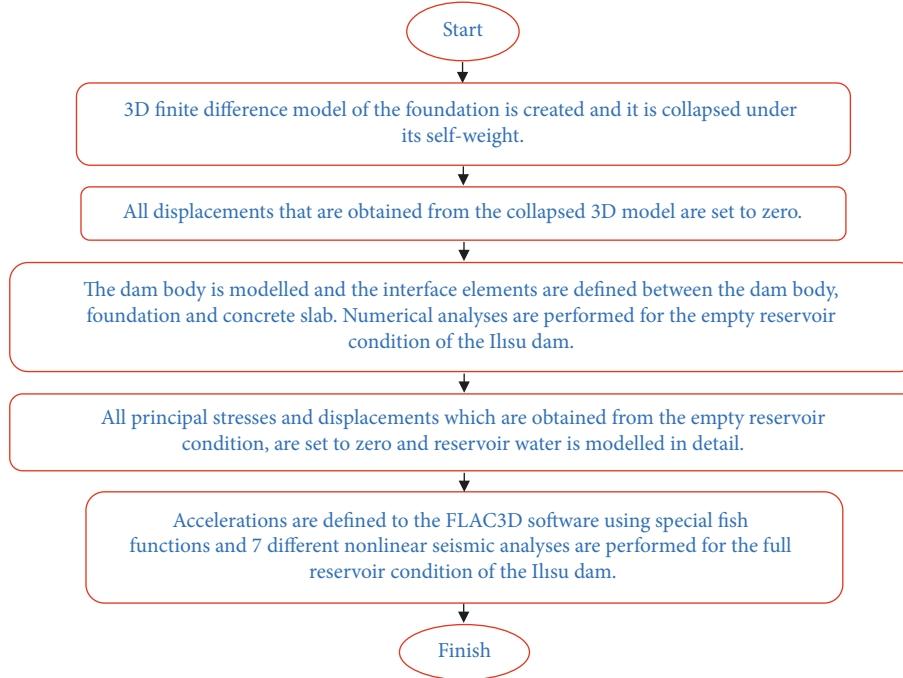 Start
3D finite difference model of the foundation is created and it is collapsed under
its self-weight.
All displacements that are obtained from the collapsed 3D model are set to zero.
The dam body is modelled and the interface elements are defined between the dam body,
foundation and concrete slab. Numerical analyses are performed for the empty reservoir
condition of the Ilısu dam.
All principal stresses and displacements which are obtained from the empty reservoir
condition, are set to zero and reservoir water is modelled in detail.
Accelerations are defined to the FLAC3D software using special fish
functions and 7 different nonlinear seismic analyses are performed for the full
reservoir condition of the Ilısu dam.
Finish